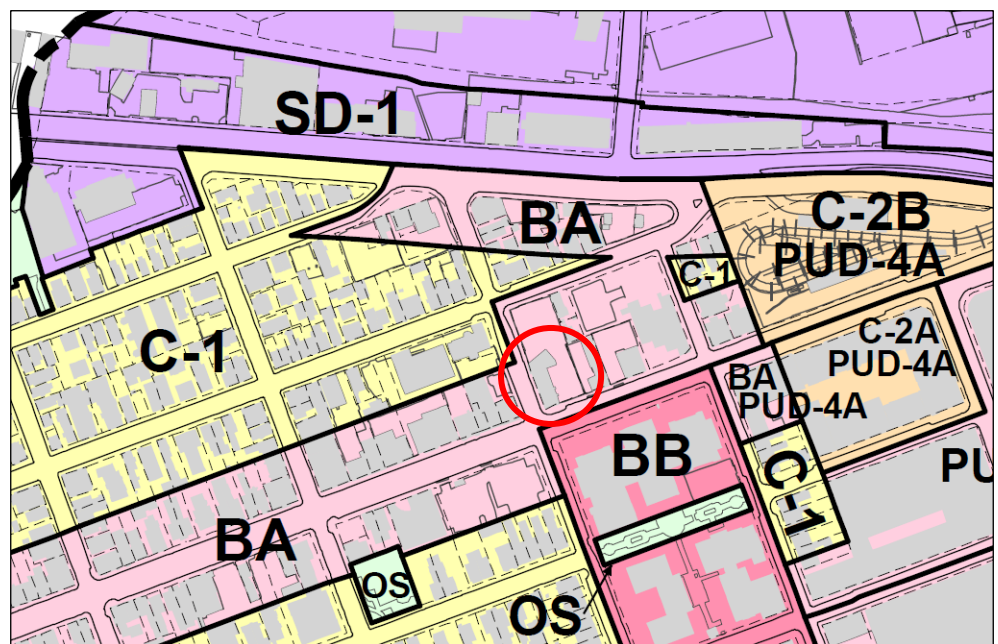 SD-1
BA
C-2B
PUD-4A
C-1
C-1
C-2A
PUD-4A
BA
PUD-4A
BB
PU
C-1
BA
OS
OS